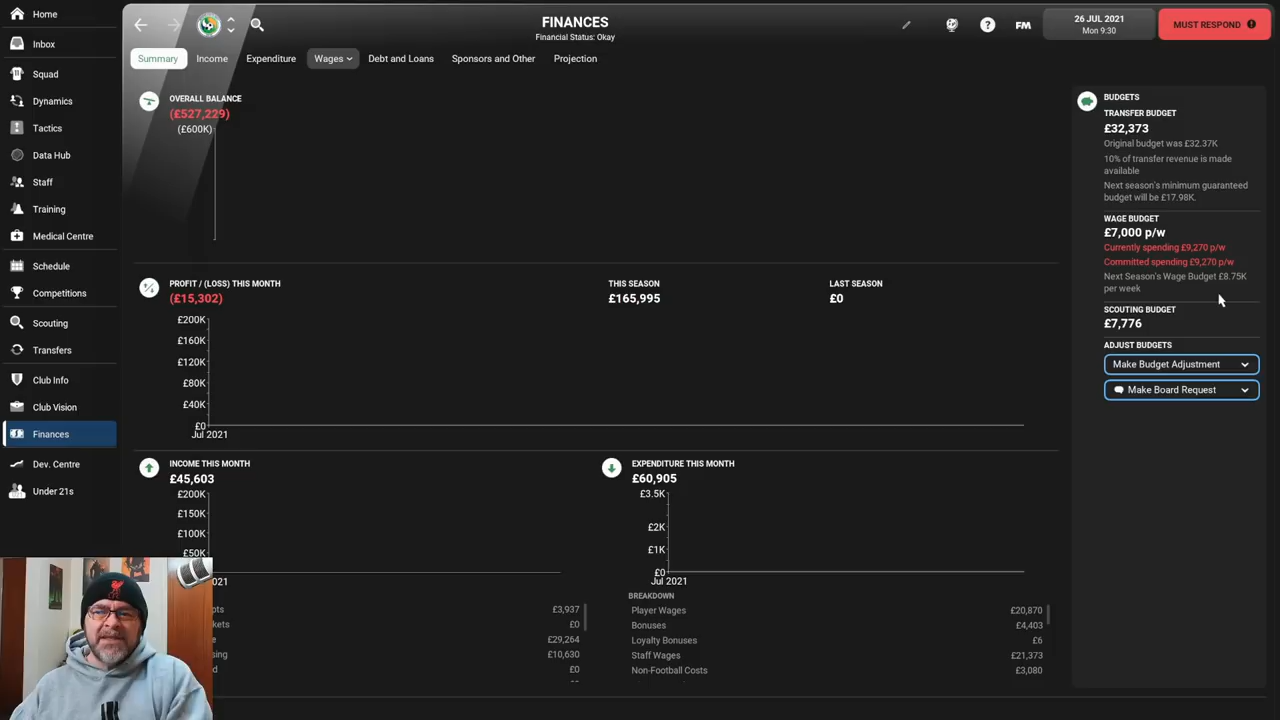 Home
Inbox
Squad
Dynamics
Tactics
Data Hub
Staff
Training
Medical Centre
Schedule
Competitions
Scouting
Transfers
Club Info
Club Vision
Finances
Dev. Centre
Under 21s
FINANCES
Financial Status: Okay
FM
26 JUL 2021
Mon 9:30
MUST RESPOND
Summary
Income
Expenditure
Wages
Debt and Loans
Sponsors and Other
Projection
OVERALL BALANCE
(£527,229)
(£600K)
PROFIT / (LOSS) THIS MONTH
(£15,302)
THIS SEASON
£165,995
LAST SEASON
£0
£200K
£160K
£120K
£80K
£40K
£0
Jul 2021
INCOME THIS MONTH
£45,603
£200K
£150K
£100K
£50K
021
pts £3,937
kets £0
e £29,264
sing £10,630
d £0
EXPENDITURE THIS MONTH
£60,905
£3.5K
£2K
£1K
£0
Jul 2021
BREAKDOWN
Player Wages £20,870
Bonuses £4,403
Loyalty Bonuses £6
Staff Wages £21,373
Non-Football Costs £3,080
BUDGETS
TRANSFER BUDGET
£32,373
Original budget was £32.37K
10% of transfer revenue is made
available
Next season's minimum guaranteed
budget will be £17.98K.
WAGE BUDGET
£7,000 p/w
Currently spending £9,270 p/w
Committed spending £9,270 p/w
Next Season's Wage Budget £8.75K
per week
SCOUTING BUDGET
£7,776
ADJUST BUDGETS
Make Budget Adjustment
Make Board Request